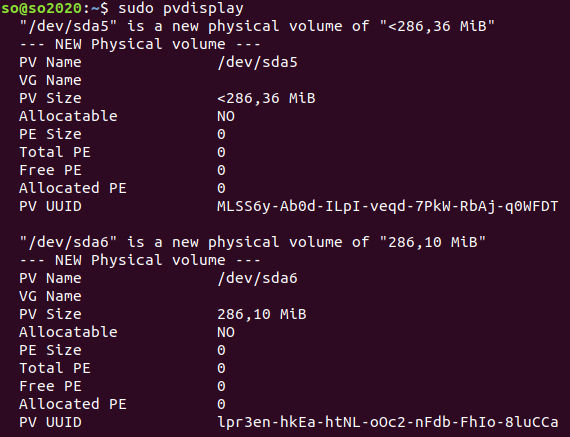 so@so2020:~$ sudo pvdisplay
"/dev/sda5" is a new physical volume of "<286,36 MiB"
--- NEW Physical volume ---
PV Name /dev/sda5
VG Name
PV Size <286,36 MiB
Allocatable NO
PE Size 0
Total PE 0
Free PE 0
Allocated PE 0
PV UUID MLSS6y-Ab0d-ILpI-veqd-7PkW-RbAj-q0WFDT
"/dev/sda6" is a new physical volume of "286,10 MiB"
--- NEW Physical volume ---
PV Name /dev/sda6
VG Name
PV Size 286,10 MiB
Allocatable NO
PE Size 0
Total PE 0
Free PE 0
Allocated PE 0
PV UUID lpr3en-hkEa-htNL-oOc2-nFdb-FhIo-8luCCa